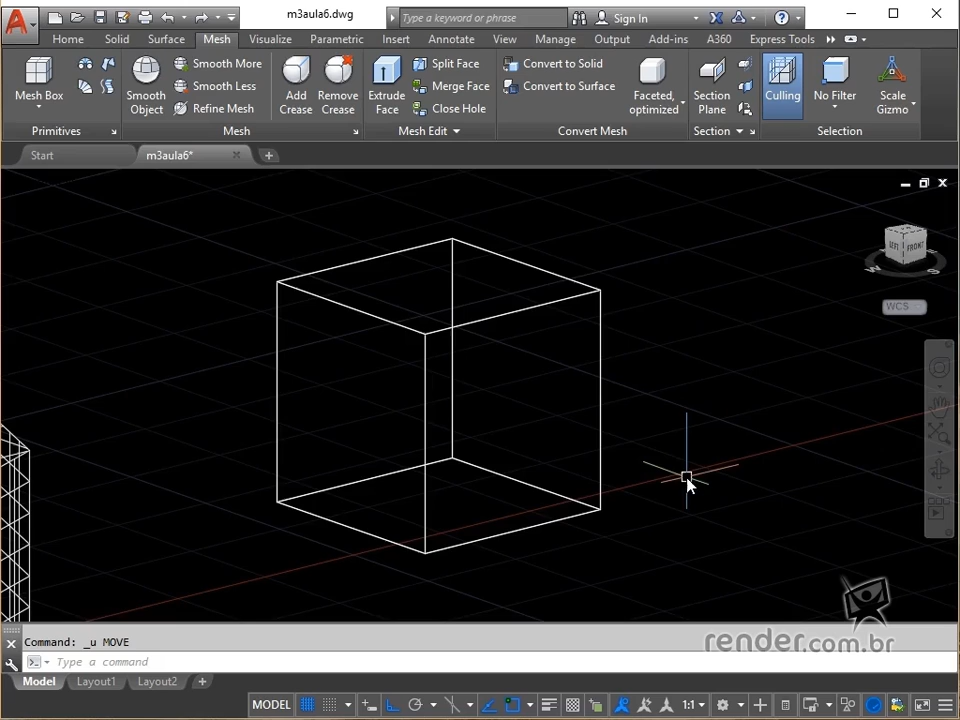 m3aula6.dwg
Type a keyword or phrase
Sign In
Home Solid Surface Mesh Visualize Parametric Insert Annotate View Manage Output Add-ins A360 Express Tools
Mesh Box
Smooth Object
Smooth More
Smooth Less
Refine Mesh
Add Crease
Remove Crease
Extrude Face
Split Face
Merge Face
Close Hole
Convert to Solid
Convert to Surface
Faceted, optimized
Section Plane
Culling
No Filter
Scale Gizmo
Primitives Mesh Mesh Edit Convert Mesh Section Selection
Start m3aula6*
LEFT FRONT
W S
WCS
render.com.br
Command: _u MOVE
Type a command
Model Layout1 Layout2
MODEL 1:1